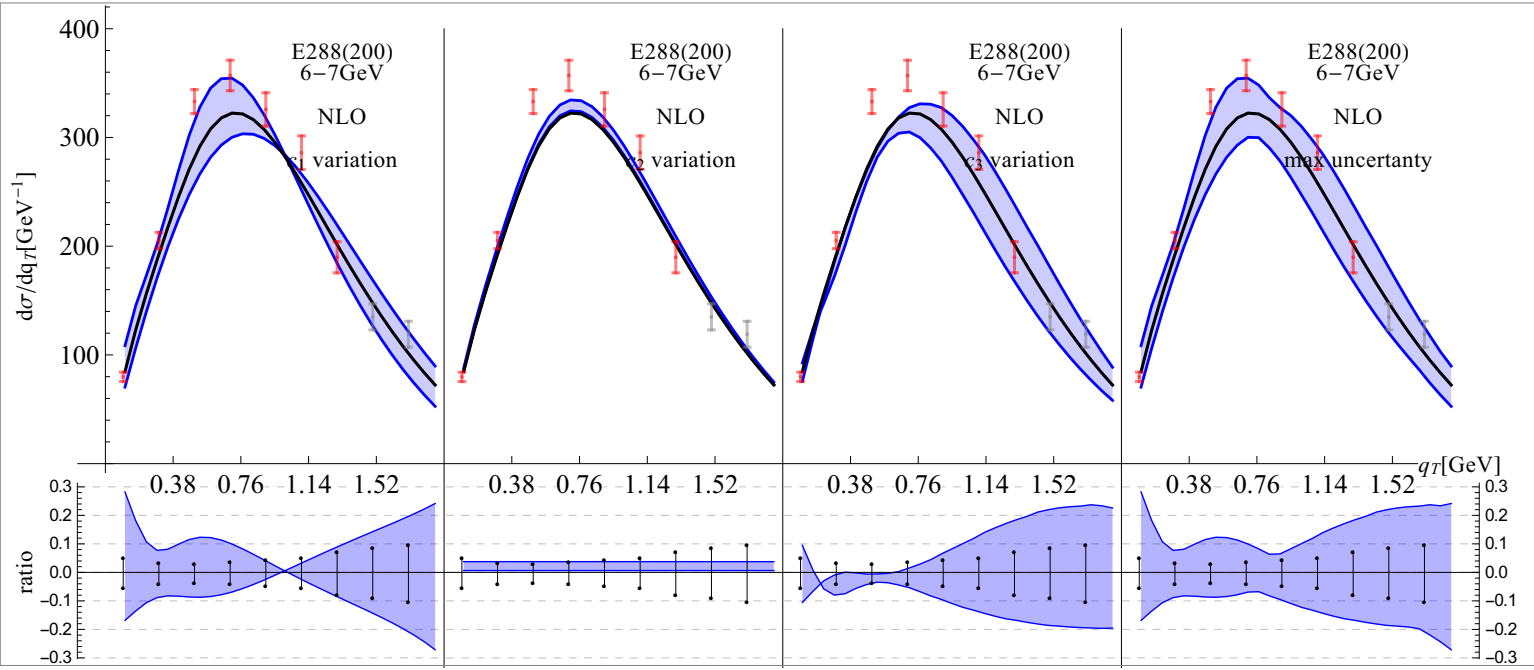 400
300
200
100
dσ/dq_T[GeV⁻¹]
E288(200)
6−7GeV
NLO
c₁ variation
E288(200)
6−7GeV
NLO
c₂ variation
E288(200)
6−7GeV
NLO
c₃ variation
E288(200)
6−7GeV
NLO
max uncertanty
q_T[GeV]
0.38 0.76 1.14 1.52
0.38 0.76 1.14 1.52
0.38 0.76 1.14 1.52
0.38 0.76 1.14 1.52
ratio
0.3
0.2
0.1
0.0
−0.1
−0.2
−0.3
0.3
0.2
0.1
0.0
−0.1
−0.2
−0.3